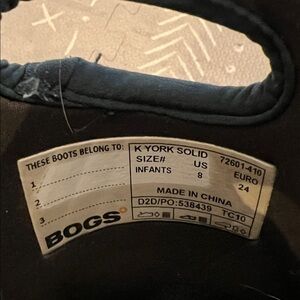 THESE BOOTS BELONG TO:
1
2
3
BOGS
K YORK SOLID 72601-410
SIZE# US EURO
INFANTS 8 24
MADE IN CHINA
D2D/PO:538439 TC10